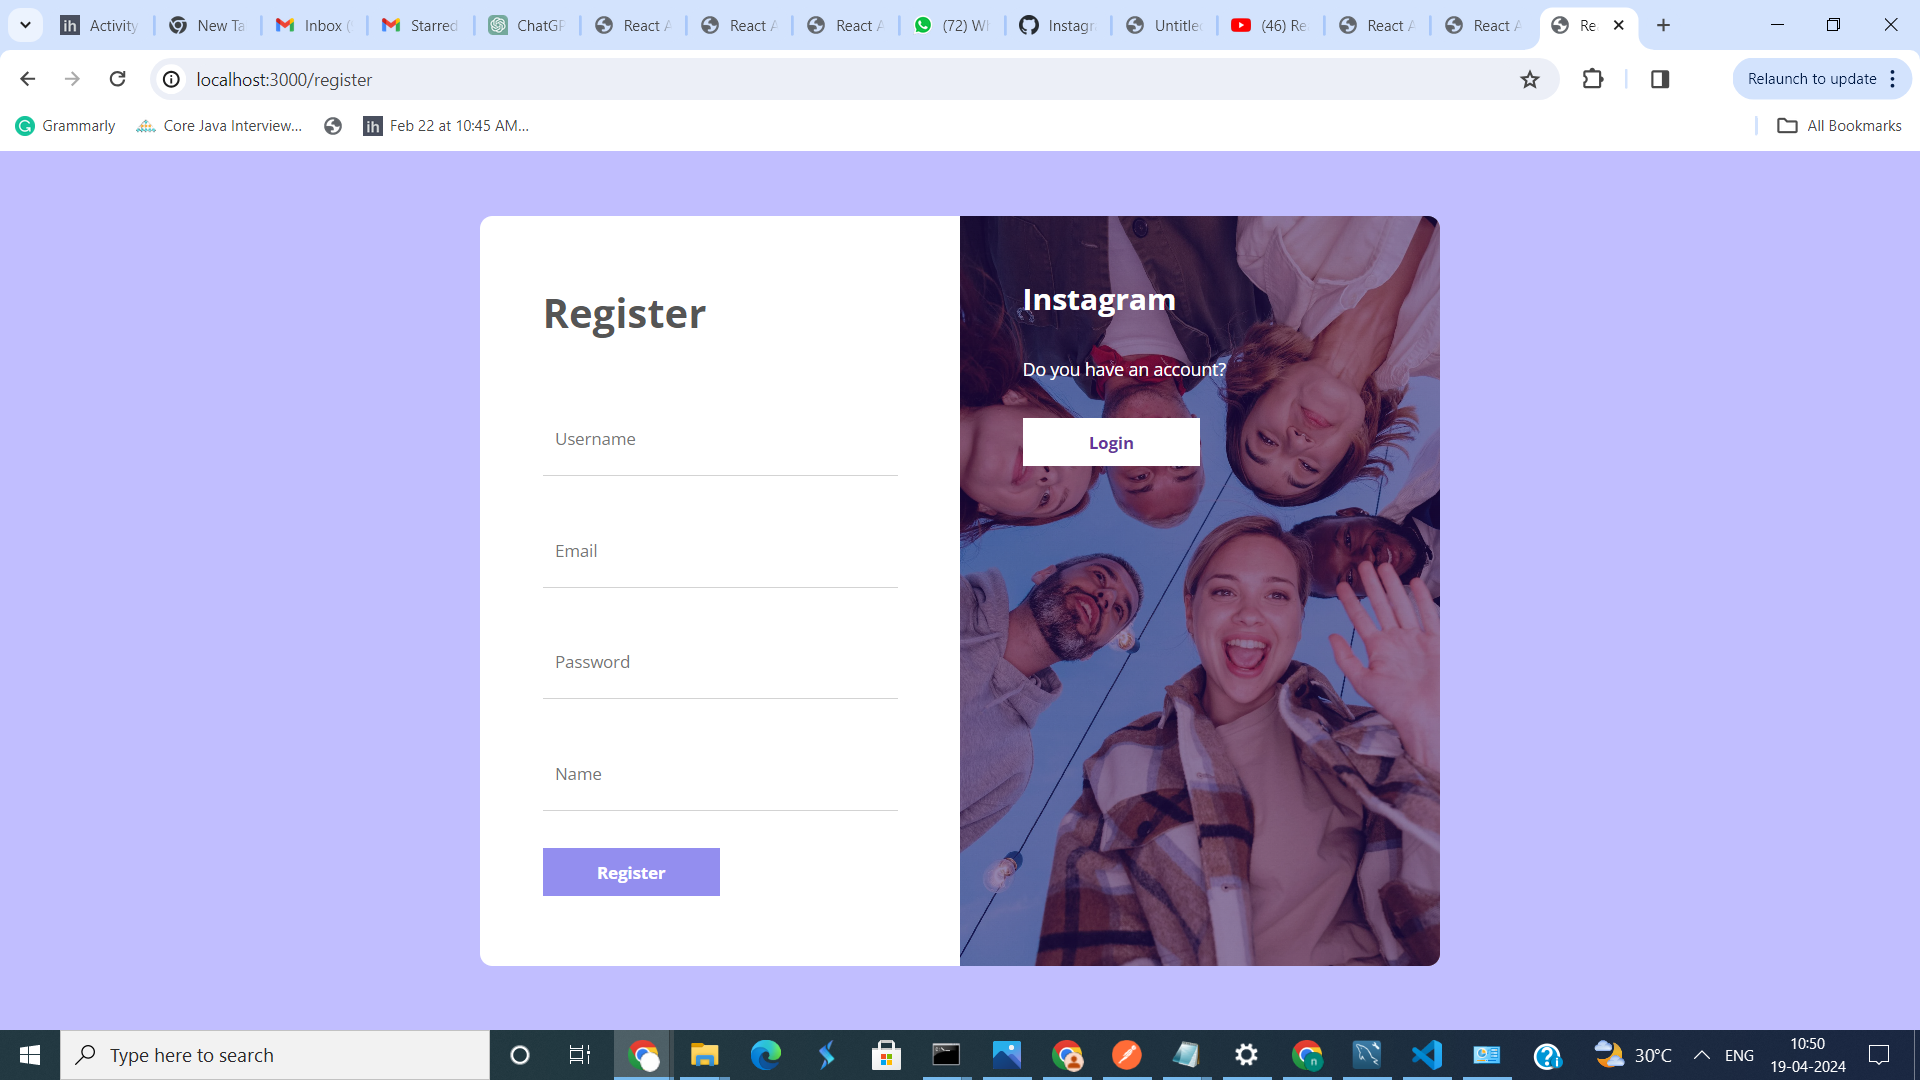 Activity
New Ta
Inbox (
Starred
ChatGP
React A
React A
React A
(72) Wh
Instagr
Untitled
(46) Re
React A
React A
Re
localhost:3000/register
Relaunch to update
Grammarly
Core Java Interview...
ih
Feb 22 at 10:45 AM...
All Bookmarks
Register
Username
Email
Password
Name
Register
Instagram
Do you have an account?
Login
Type here to search
30°C
ENG
10:50
19-04-2024